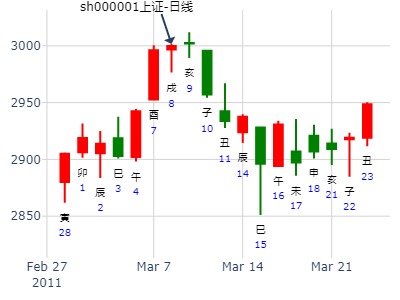 sh000001上证-日线
3000
2950
2900
2850
寅
28
卯
1
辰
2
巳
3
午
4
酉
7
戌
8
亥
9
子
10
丑
11
辰
14
巳
15
午
16
未
17
申
18
亥
21
子
22
丑
23
Feb 27
2011
Mar 7
Mar 14
Mar 21